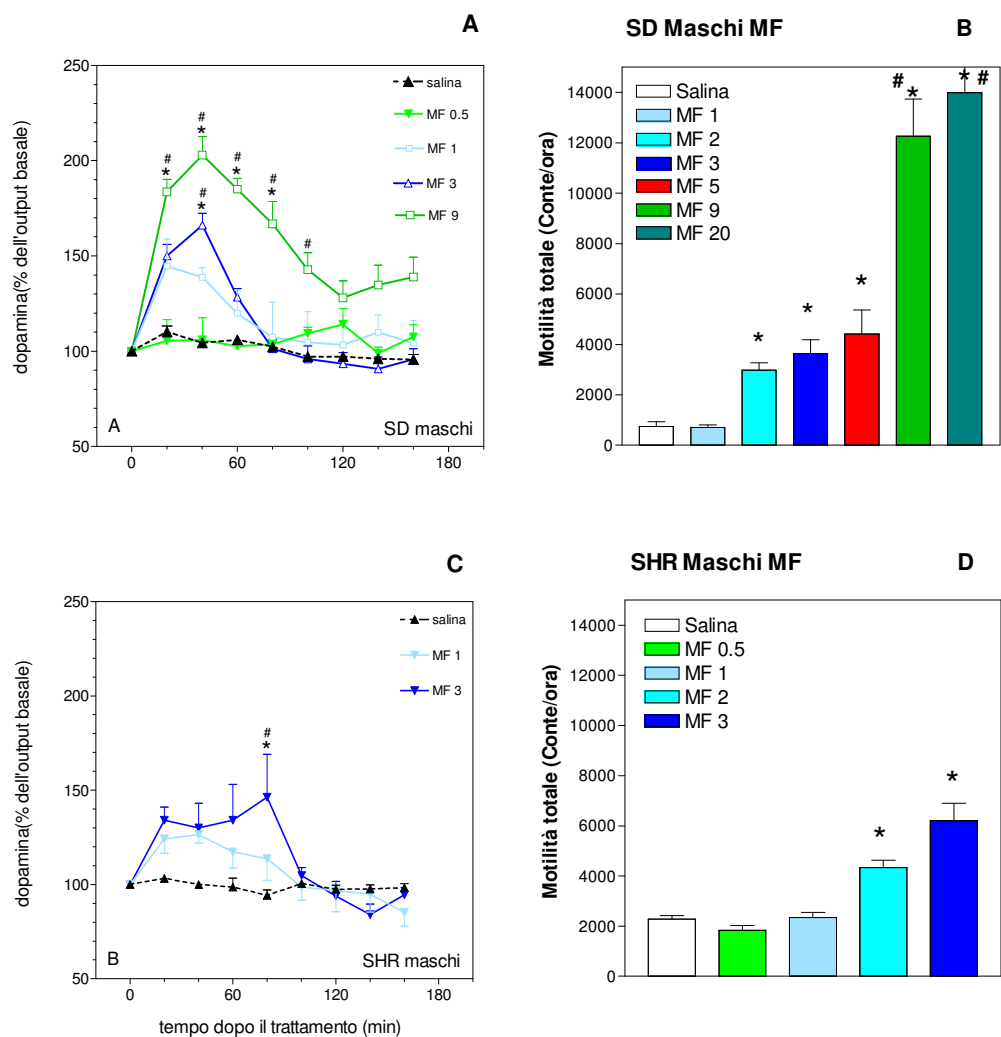 A
dopamina(% dell'output basale)
250
200
150
100
50
salina
MF 0.5
MF 1
MF 3
MF 9
#
*
#
*
#
*
#
*
#
#
*
A
SD maschi
0
60
120
180
SD Maschi MF
B
Motilità totale (Conte/ora)
14000
12000
10000
8000
6000
4000
2000
0
Salina
MF 1
MF 2
MF 3
MF 5
MF 9
MF 20
*
*
*
# *
* #
C
dopamina(% dell'output basale)
250
200
150
100
50
salina
MF 1
MF 3
#
*
B
SHR maschi
0
60
120
180
tempo dopo il trattamento (min)
SHR Maschi MF
D
Motilità totale (Conte/ora)
14000
12000
10000
8000
6000
4000
2000
0
Salina
MF 0.5
MF 1
MF 2
MF 3
*
*